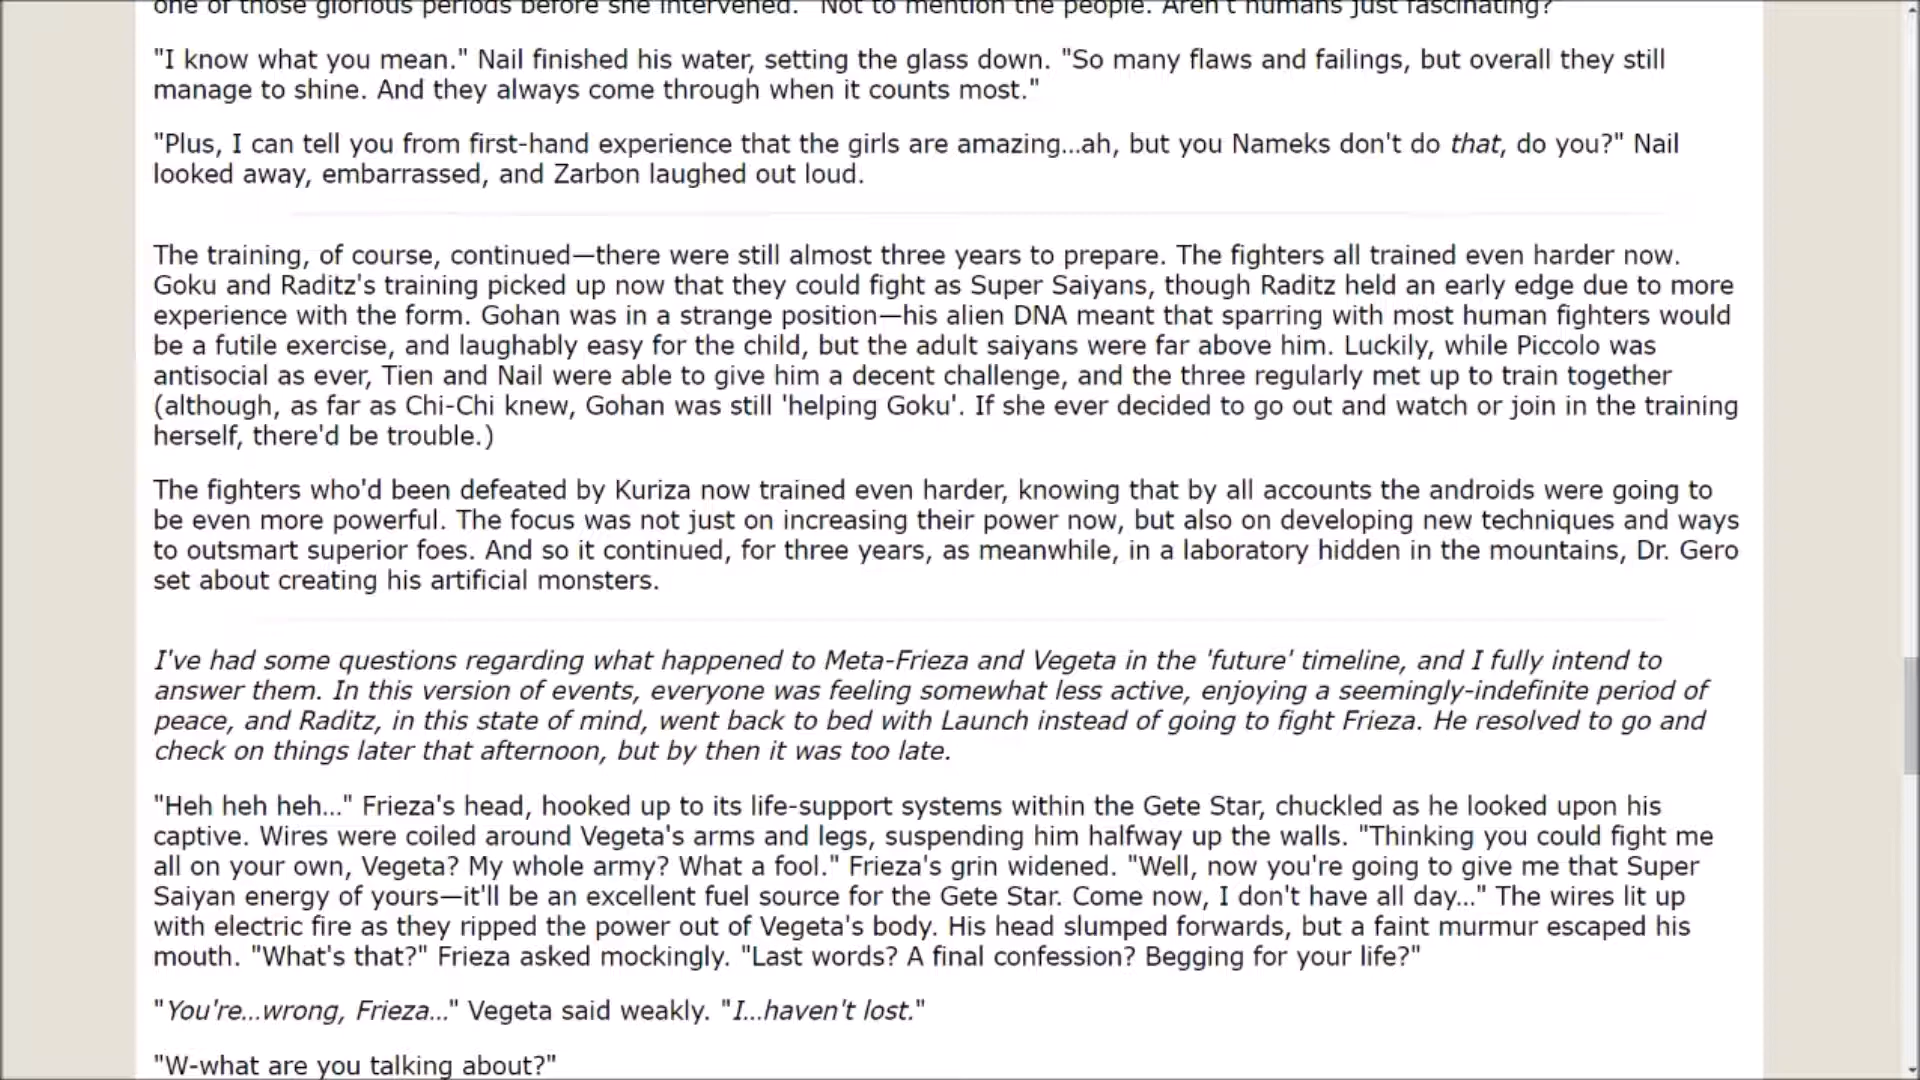 one of those glorious periods before she intervened. "Not to mention the people. Aren't humans just fascinating?"
"I know what you mean." Nail finished his water, setting the glass down. "So many flaws and failings, but overall they still
manage to shine. And they always come through when it counts most."
"Plus, I can tell you from first-hand experience that the girls are amazing...ah, but you Nameks don't do that, do you?" Nail
looked away, embarrassed, and Zarbon laughed out loud.
The training, of course, continued—there were still almost three years to prepare. The fighters all trained even harder now.
Goku and Raditz's training picked up now that they could fight as Super Saiyans, though Raditz held an early edge due to more
experience with the form. Gohan was in a strange position—his alien DNA meant that sparring with most human fighters would
be a futile exercise, and laughably easy for the child, but the adult saiyans were far above him. Luckily, while Piccolo was
antisocial as ever, Tien and Nail were able to give him a decent challenge, and the three regularly met up to train together
(although, as far as Chi-Chi knew, Gohan was still 'helping Goku'. If she ever decided to go out and watch or join in the training
herself, there'd be trouble.)
The fighters who'd been defeated by Kuriza now trained even harder, knowing that by all accounts the androids were going to
be even more powerful. The focus was not just on increasing their power now, but also on developing new techniques and ways
to outsmart superior foes. And so it continued, for three years, as meanwhile, in a laboratory hidden in the mountains, Dr. Gero
set about creating his artificial monsters.
I've had some questions regarding what happened to Meta-Frieza and Vegeta in the 'future' timeline, and I fully intend to
answer them. In this version of events, everyone was feeling somewhat less active, enjoying a seemingly-indefinite period of
peace, and Raditz, in this state of mind, went back to bed with Launch instead of going to fight Frieza. He resolved to go and
check on things later that afternoon, but by then it was too late.
"Heh heh heh..." Frieza's head, hooked up to its life-support systems within the Gete Star, chuckled as he looked upon his
captive. Wires were coiled around Vegeta's arms and legs, suspending him halfway up the walls. "Thinking you could fight me
all on your own, Vegeta? My whole army? What a fool." Frieza's grin widened. "Well, now you're going to give me that Super
Saiyan energy of yours—it'll be an excellent fuel source for the Gete Star. Come now, I don't have all day..." The wires lit up
with electric fire as they ripped the power out of Vegeta's body. His head slumped forwards, but a faint murmur escaped his
mouth. "What's that?" Frieza asked mockingly. "Last words? A final confession? Begging for your life?"
"You're...wrong, Frieza..." Vegeta said weakly. "I...haven't lost."
"W-what are you talking about?"